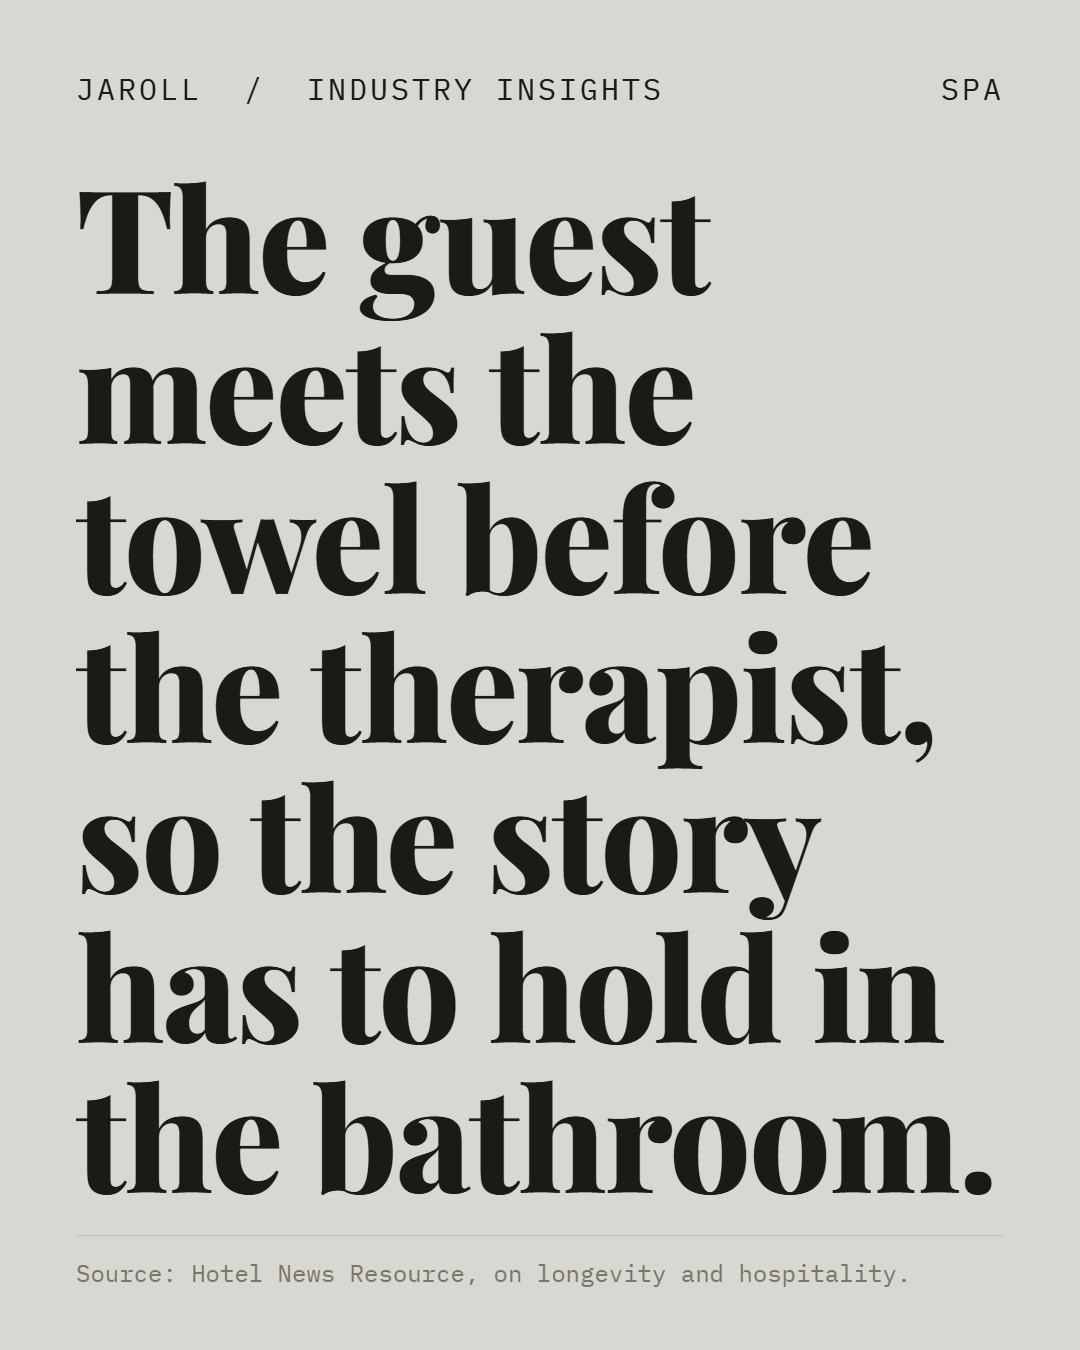 JAROLL / INDUSTRY INSIGHTS SPA
The guest
meets the
towel before
the therapist,
so the story
has to hold in
the bathroom.
Source: Hotel News Resource, on longevity and hospitality.